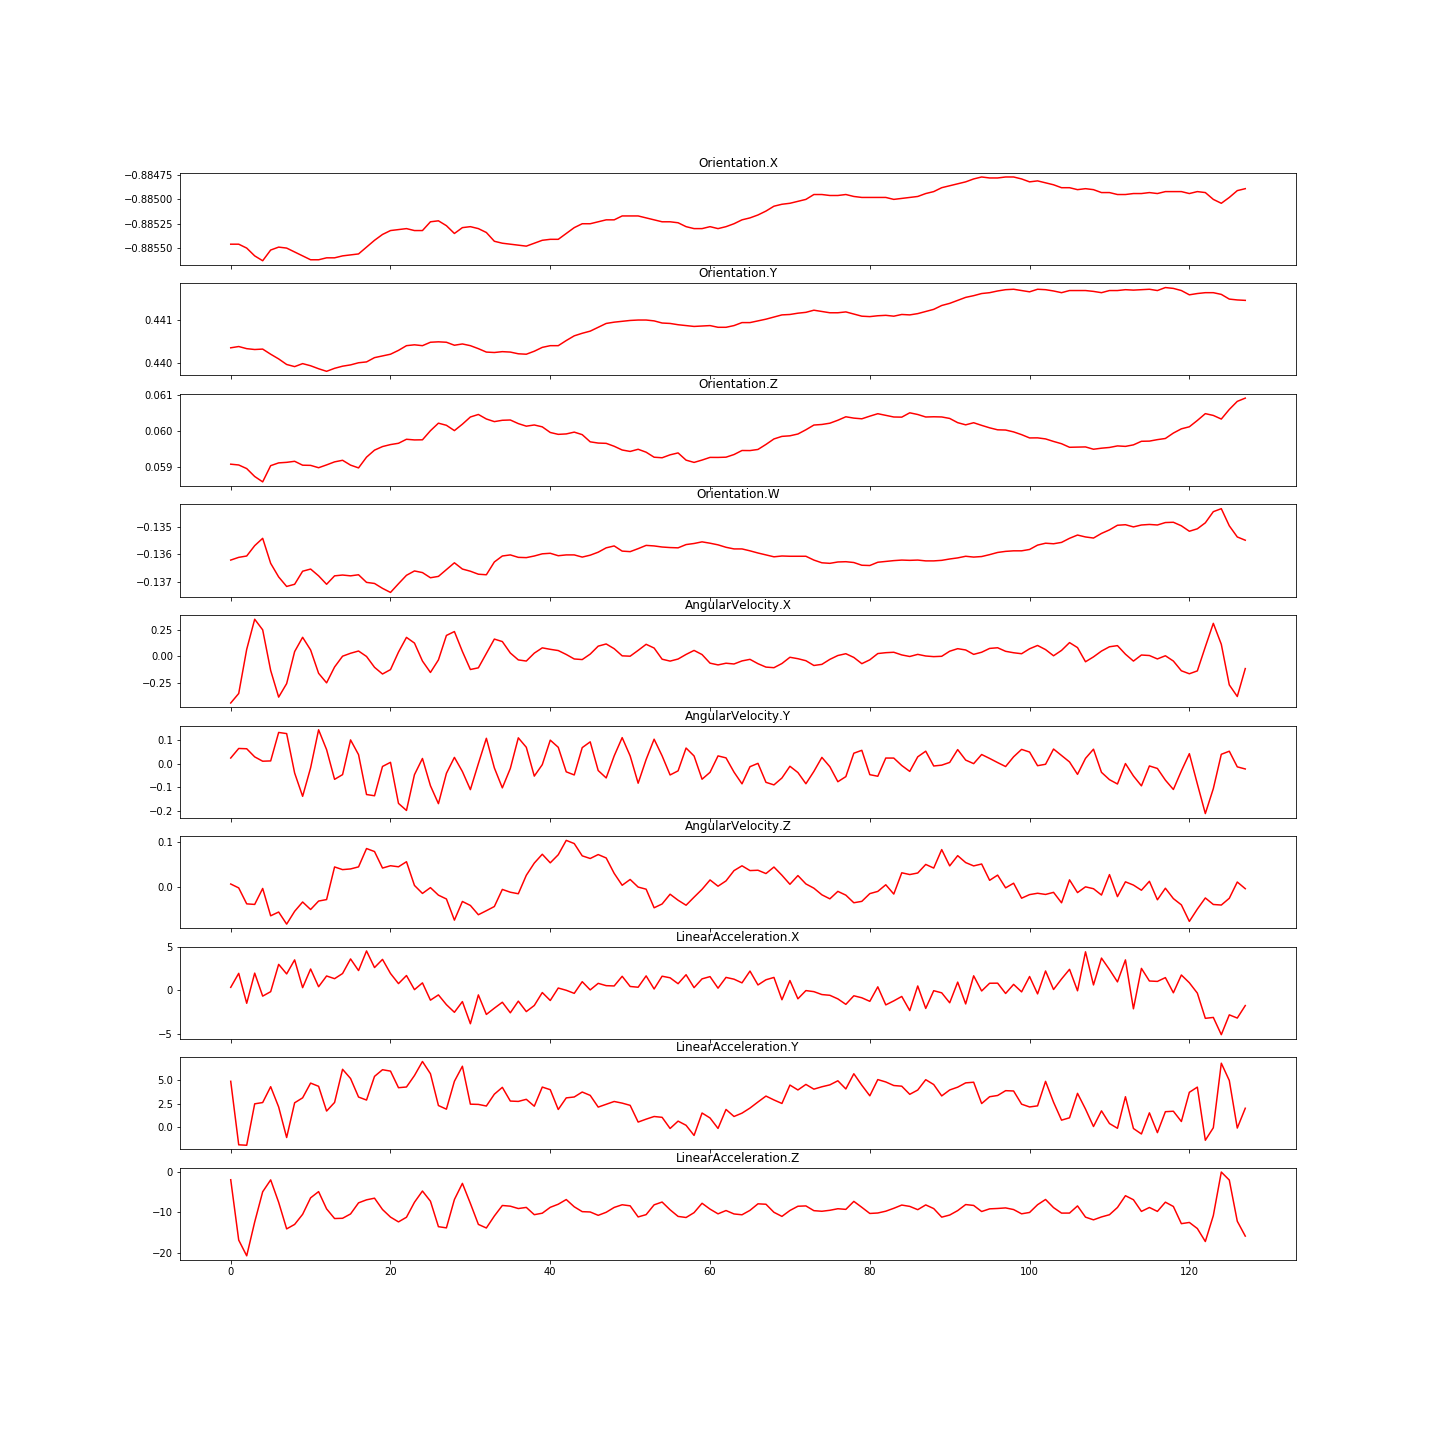 Orientation.X
−0.88475
−0.88500
−0.88525
−0.88550
Orientation.Y
0.441
0.440
Orientation.Z
0.061
0.060
0.059
Orientation.W
−0.135
−0.136
−0.137
AngularVelocity.X
0.25
0.00
−0.25
AngularVelocity.Y
0.1
0.0
−0.1
−0.2
AngularVelocity.Z
0.1
0.0
LinearAcceleration.X
5
0
−5
LinearAcceleration.Y
5.0
2.5
0.0
LinearAcceleration.Z
0
−10
−20
0 20 40 60 80 100 120